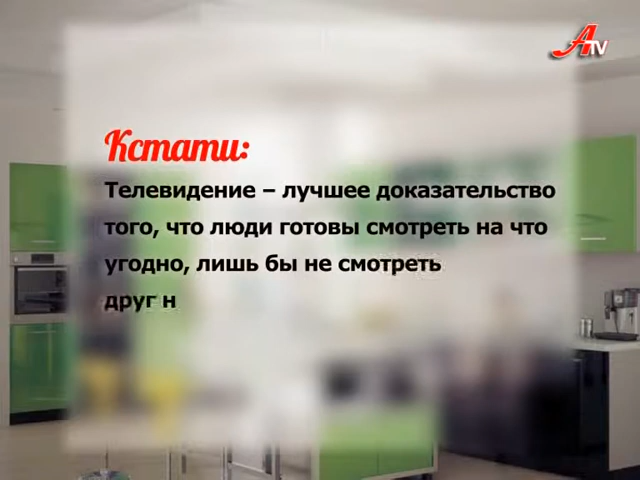 ATV
Кстати:
Телевидение – лучшее доказательство
того, что люди готовы смотреть на что
угодно, лишь бы не смотреть
друг н